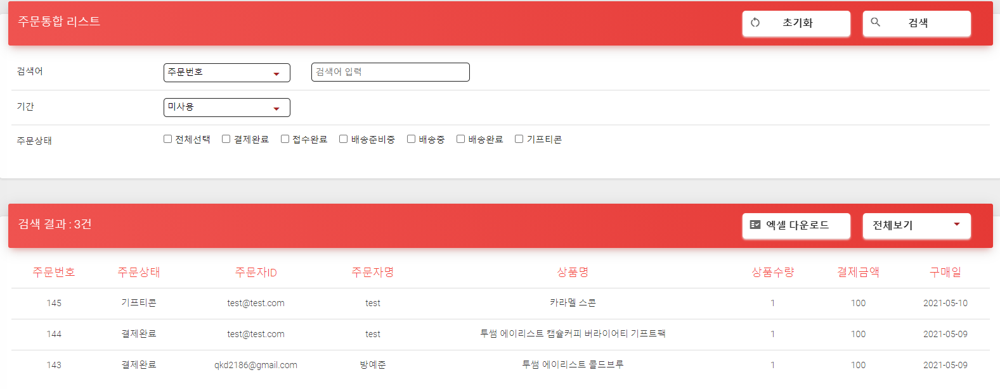 주문통합 리스트 초기화 검색
검색어 주문번호 검색어 입력
기간 미사용
주문상태 전체선택 결제완료 접수완료 배송준비중 배송중 배송완료 기프티콘
검색 결과 : 3건 엑셀 다운로드 전체보기
주문번호 주문상태 주문자ID 주문자명 상품명 상품수량 결제금액 구매일
145 기프티콘 test@test.com test 카라멜 스콘 1 100 2021-05-10
144 결제완료 test@test.com test 투썸 에이리스트 캡슐커피 버라이어티 기프트팩 1 100 2021-05-09
143 결제완료 qkd2186@gmail.com 방예준 투썸 에이리스트 콜드브루 1 100 2021-05-09